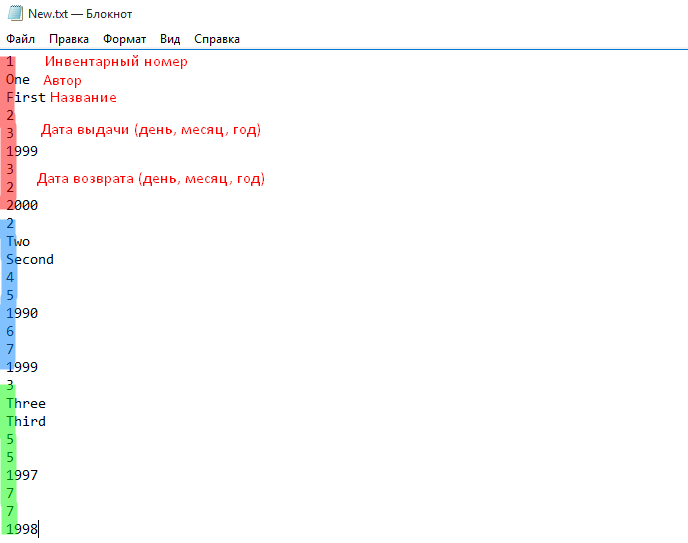 New.txt — Блокнот
Файл Правка Формат Вид Справка
1 Инвентарный номер
One Автор
First Название
2
3 Дата выдачи (день, месяц, год)
1999
3
2 Дата возврата (день, месяц, год)
2000
2
Two
Second
4
5
1990
6
7
1999
3
Three
Third
5
5
1997
7
7
1998